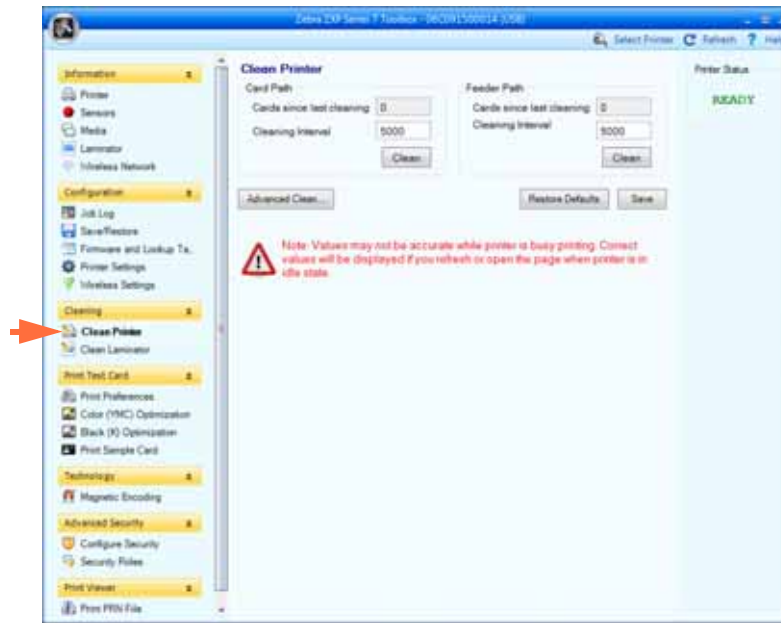 Zebra ZXP Series 7 Toolbox - 06C091500014 (USB)
Select Printer Refresh Help
Information
Printer
Sensors
Media
Laminator
Wireless Network
Configuration
Job Log
Save/Restore
Firmware and Lookup Ta..
Printer Settings
Wireless Settings
Cleaning
Clean Printer
Clean Laminator
Print Test Card
Print Preferences
Color (YMC) Optimization
Black (K) Optimization
Print Sample Card
Technology
Magnetic Encoding
Advanced Security
Configure Security
Security Roles
Print Viewer
Print PRN File
Clean Printer
Card Path
Cards since last cleaning 0
Cleaning Interval 5000
Clean
Feeder Path
Cards since last cleaning 0
Cleaning Interval 5000
Clean
Advanced Clean...
Restore Defaults Save
Note: Values may not be accurate while printer is busy printing. Correct
values will be displayed if you refresh or open the page when printer is in
idle state.
Printer Status
READY